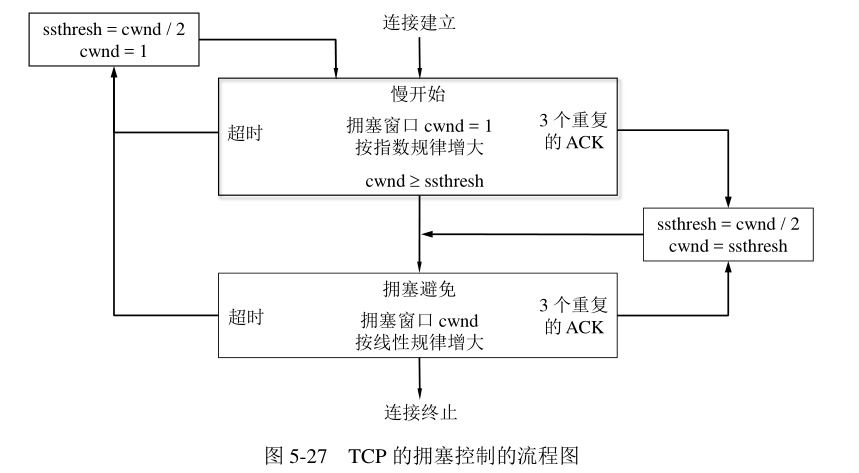 ssthresh = cwnd / 2
cwnd = 1
连接建立
慢开始
超时
拥塞窗口 cwnd = 1
按指数规律增大
3 个重复
的 ACK
cwnd ≥ ssthresh
ssthresh = cwnd / 2
cwnd = ssthresh
拥塞避免
超时
拥塞窗口 cwnd
按线性规律增大
3 个重复
的 ACK
连接终止
图 5-27 TCP 的拥塞控制的流程图